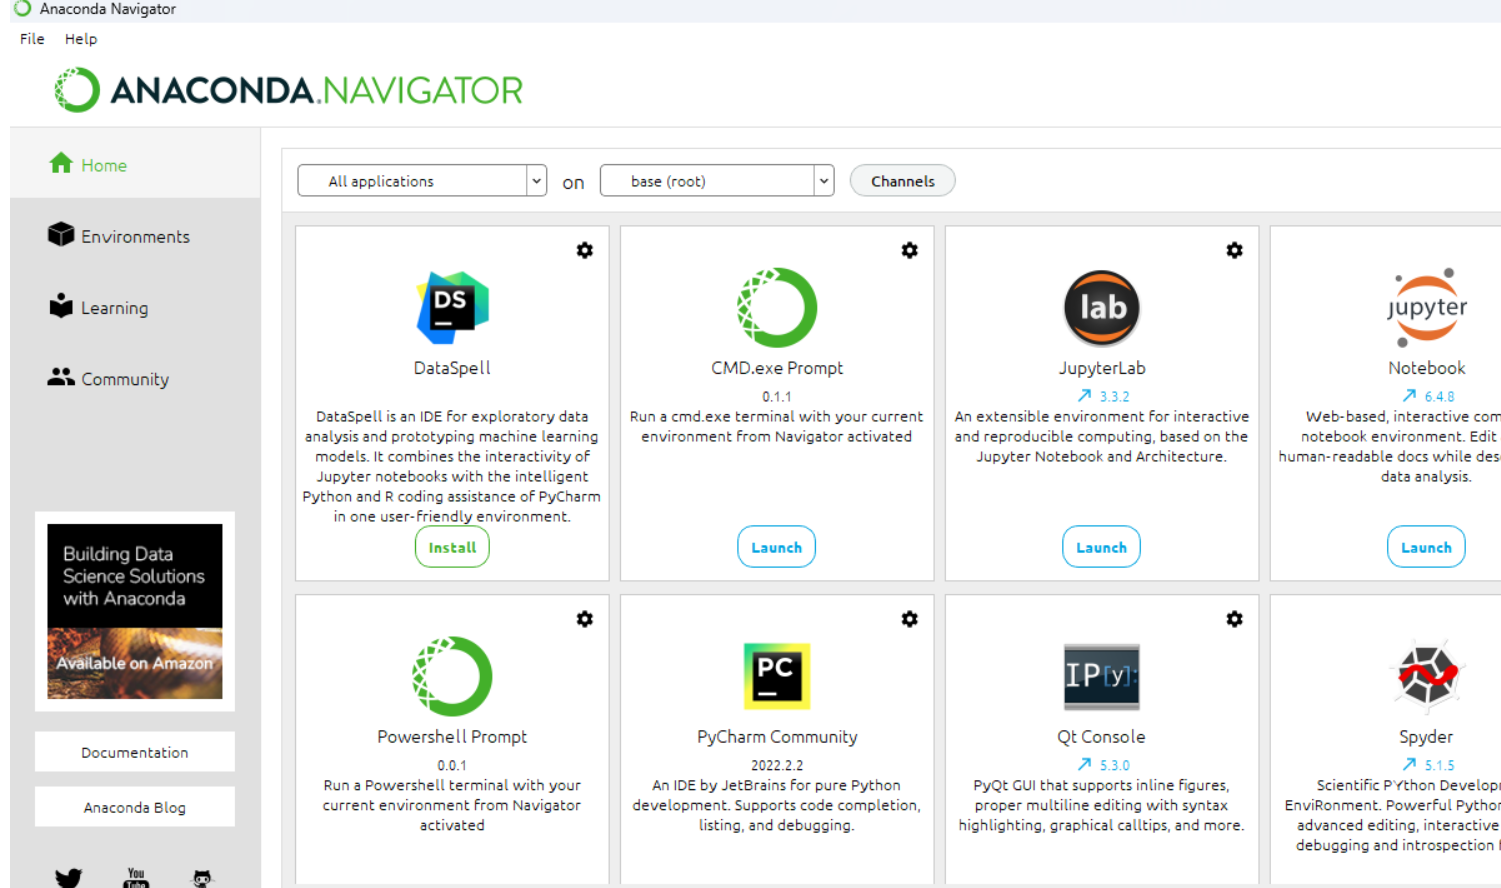 Anaconda Navigator
File Help
ANACONDA.NAVIGATOR
Home
Environments
Learning
Community
Building Data
Science Solutions
with Anaconda
Available on Amazon
Documentation
Anaconda Blog
You
Tube
All applications on base (root) Channels
DS
DataSpell
DataSpell is an IDE for exploratory data
analysis and prototyping machine learning
models. It combines the interactivity of
Jupyter notebooks with the intelligent
Python and R coding assistance of PyCharm
in one user-friendly environment.
Install
CMD.exe Prompt
0.1.1
Run a cmd.exe terminal with your current
environment from Navigator activated
Launch
lab
JupyterLab
3.3.2
An extensible environment for interactive
and reproducible computing, based on the
Jupyter Notebook and Architecture.
Launch
jupyter
Notebook
6.4.8
Web-based, interactive com
notebook environment. Edit
human-readable docs while des
data analysis.
Launch
Powershell Prompt
0.0.1
Run a Powershell terminal with your
current environment from Navigator
activated
PC
PyCharm Community
2022.2.2
An IDE by JetBrains for pure Python
development. Supports code completion,
listing, and debugging.
IP[y]:
Qt Console
5.3.0
PyQt GUI that supports inline figures,
proper multiline editing with syntax
highlighting, graphical calltips, and more.
Spyder
5.1.5
Scientific PYthon Develop
EnviRonment. Powerful Python
advanced editing, interactive
debugging and introspection